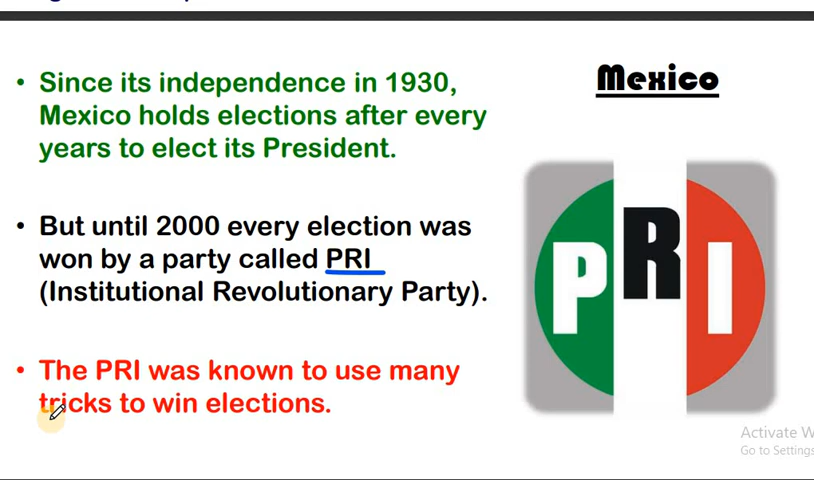 Mexico
• Since its independence in 1930,
Mexico holds elections after every
years to elect its President.
• But until 2000 every election was
won by a party called PRI
(Institutional Revolutionary Party).
• The PRI was known to use many
tricks to win elections.
PRI
Activate W
Go to Settings